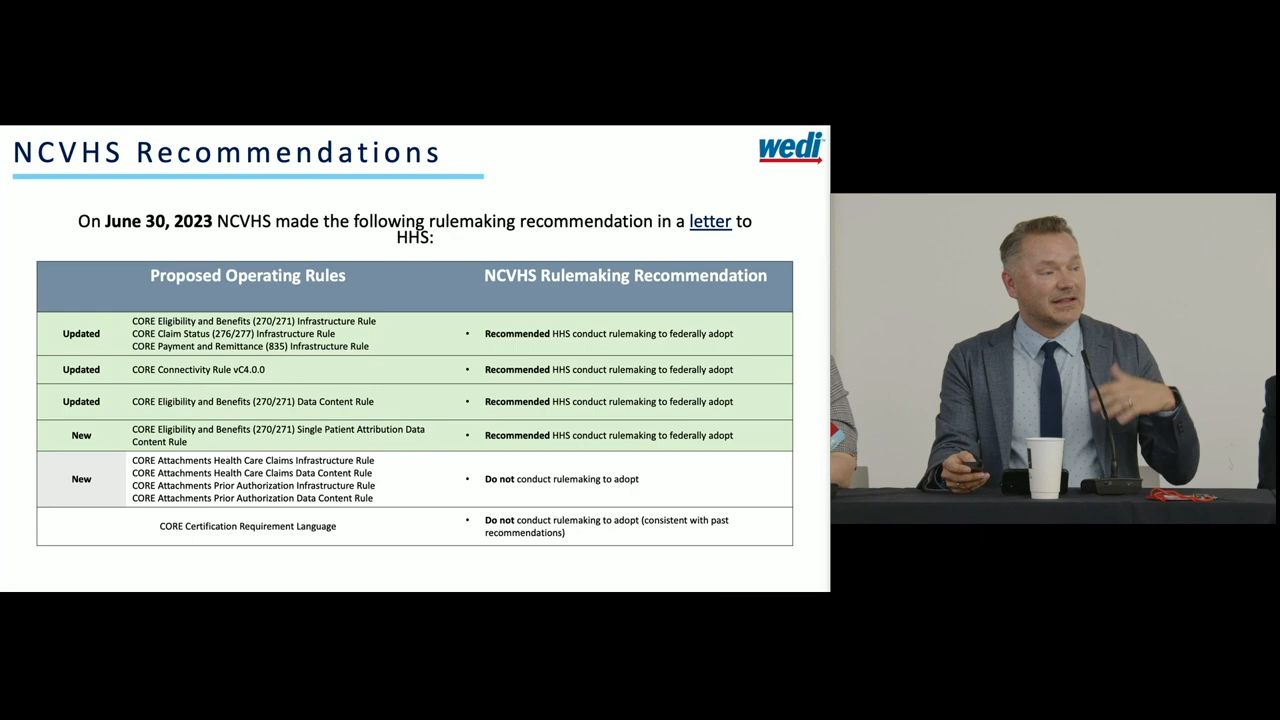 NCVHS Recommendations
wedi
On June 30, 2023 NCVHS made the following rulemaking recommendation in a letter to
HHS:
Proposed Operating Rules
NCVHS Rulemaking Recommendation
Updated
CORE Eligibility and Benefits (270/271) Infrastructure Rule
CORE Claim Status (276/277) Infrastructure Rule
CORE Payment and Remittance (835) Infrastructure Rule
• Recommended HHS conduct rulemaking to federally adopt
Updated
CORE Connectivity Rule vC4.0.0
• Recommended HHS conduct rulemaking to federally adopt
Updated
CORE Eligibility and Benefits (270/271) Data Content Rule
• Recommended HHS conduct rulemaking to federally adopt
New
CORE Eligibility and Benefits (270/271) Single Patient Attribution Data
Content Rule
• Recommended HHS conduct rulemaking to federally adopt
New
CORE Attachments Health Care Claims Infrastructure Rule
CORE Attachments Health Care Claims Data Content Rule
CORE Attachments Prior Authorization Infrastructure Rule
CORE Attachments Prior Authorization Data Content Rule
• Do not conduct rulemaking to adopt
CORE Certification Requirement Language
• Do not conduct rulemaking to adopt (consistent with past
recommendations)